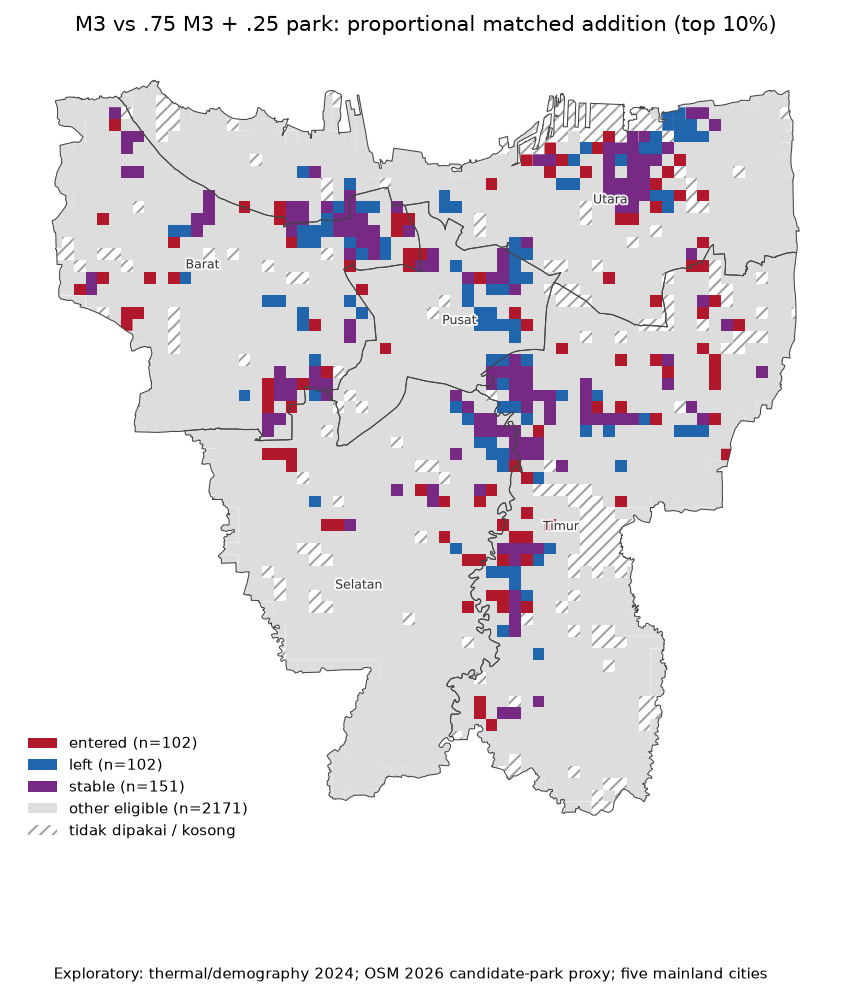 M3 vs .75 M3 + .25 park: proportional matched addition (top 10%)
Utara
Barat
Pusat
Timur
Selatan
entered (n=102)
left (n=102)
stable (n=151)
other eligible (n=2171)
tidak dipakai / kosong
Exploratory: thermal/demography 2024; OSM 2026 candidate-park proxy; five mainland cities